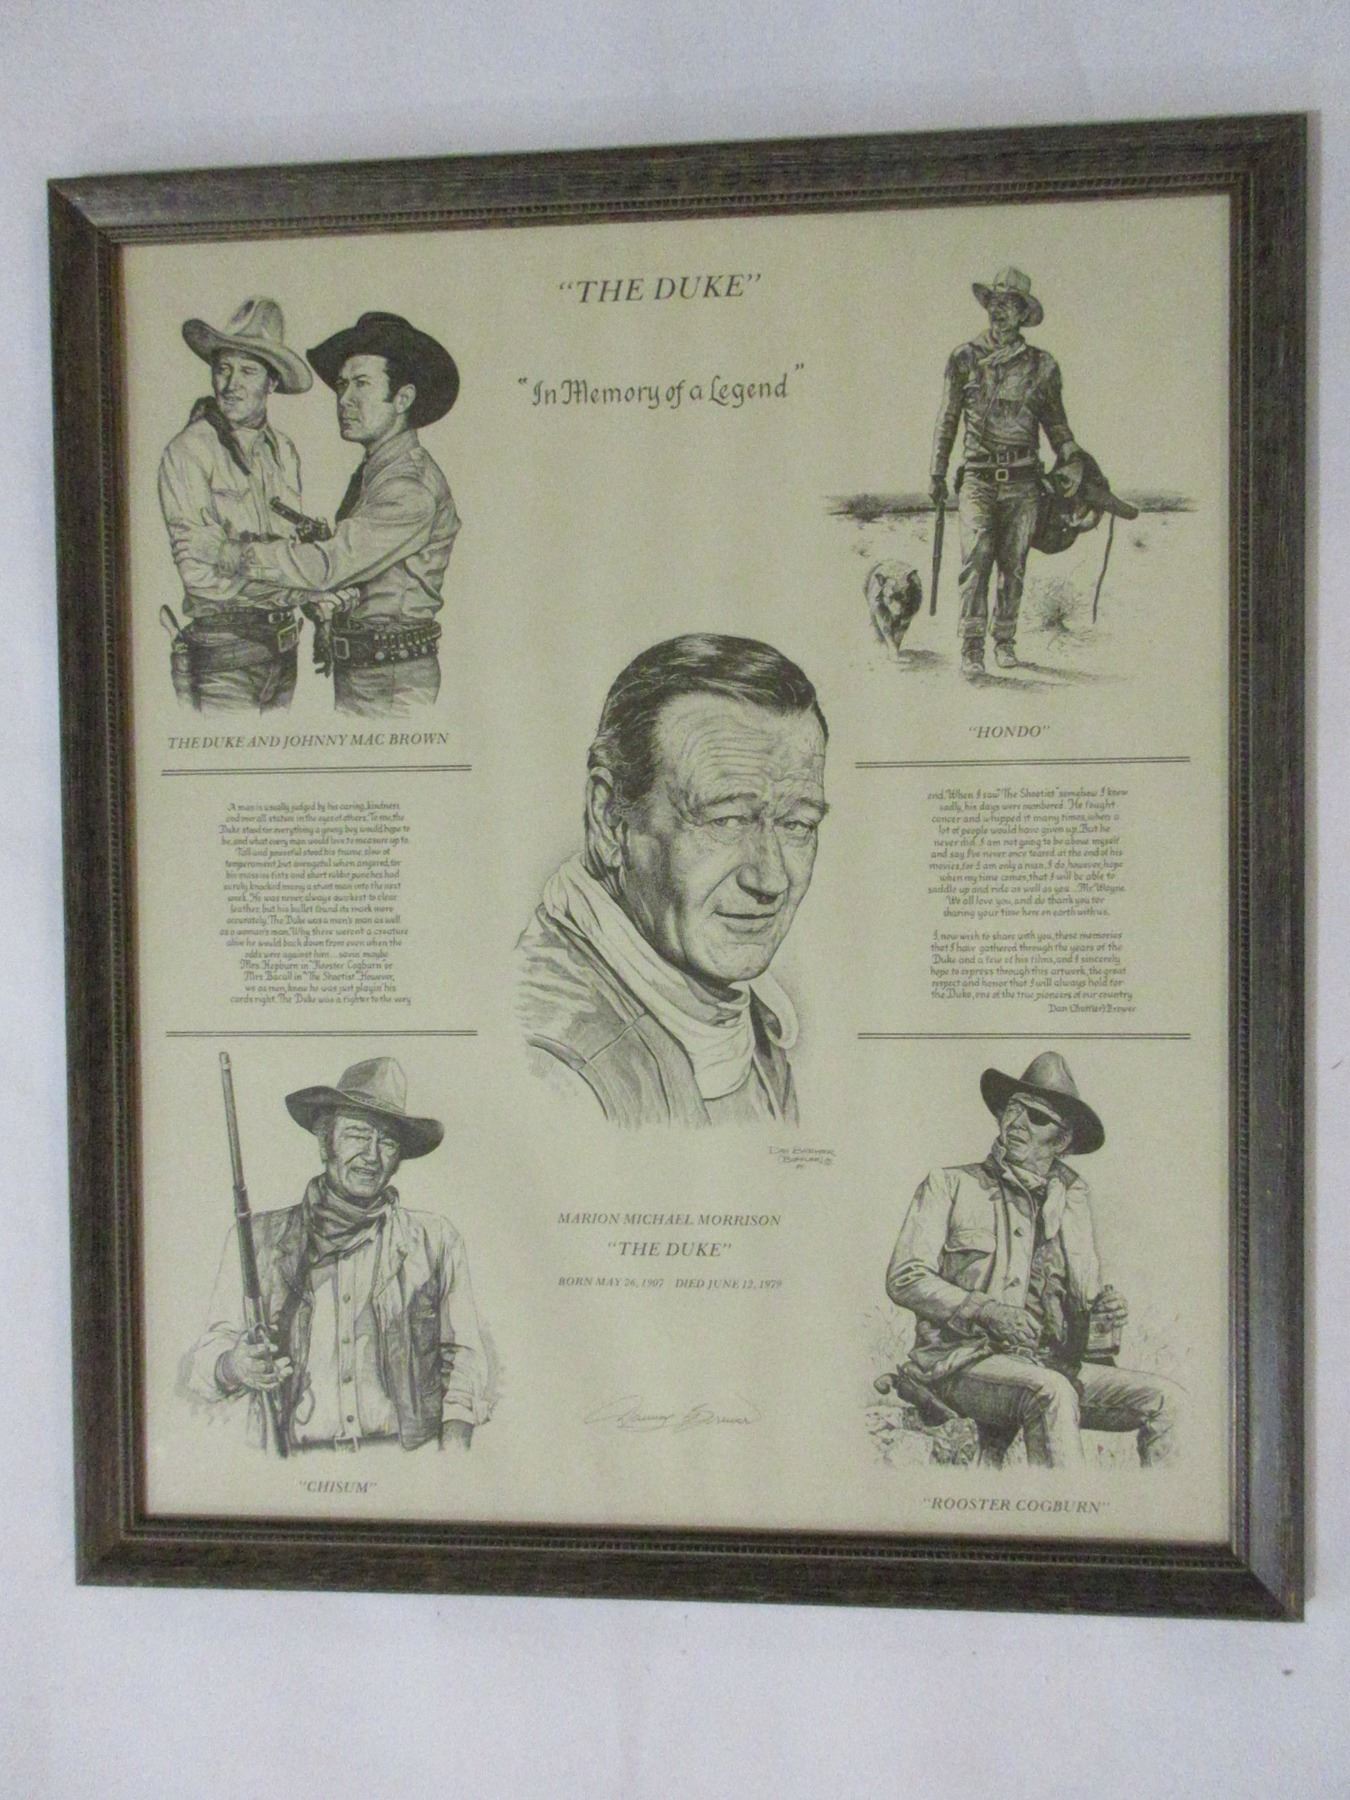 "THE DUKE"
"In Memory of a Legend"
THE DUKE AND JOHNNY MAC BROWN
"HONDO"
A man is usually judged by his caring, kindness
and morall stature in the eyes of others. To me, the
Duke stood for everything a young boy would hope to
be, and what every man would love to measure up to.
Tall and powerful stood his frame, slow of
temperament, but avengeful when angered, for
his massive fists and short rabbit punches had
surely knocked many a stunt man into the next
week. He was never always quickest to clear
leather, but his bullet found its mark more
accurately. The Duke was a men's man as well
as a woman's man. Why there weren't a creature
alive he would back down from even when the
odds were against him... savin' maybe
Mrs. Hepburn in "Rooster Cogburn" or
Mrs. Bacall in "The Shootist". However,
we as men, knew he was just playin' his
cards right. The Duke was a fighter to the very
end. When I saw "The Shootist" somehow I knew
sadly, his days were numbered. He fought
cancer and whipped it many times, when a
lot of people would have given up. But he
never did. I am not going to be above myself
and say I've never once teared at the end of his
movies, for I am only a man. I do, however, hope
when my time comes, that I will be able to
saddle up and ride as well as you... Mr. Wayne.
We all love you, and do thank you for
sharing your time here on earth with us.
I now wish to share with you, these memories
that I have gathered through the years of the
Duke and a few of his films, and I sincerely
hope to express through this artwork, the great
respect and honor that I will always hold for
the Duke, one of the true pioneers of our country.
Dan Brewer
DAN BREWER
MARION MICHAEL MORRISON
"THE DUKE"
BORN MAY 26, 1907 DIED JUNE 12, 1979
"CHISUM"
"ROOSTER COGBURN"